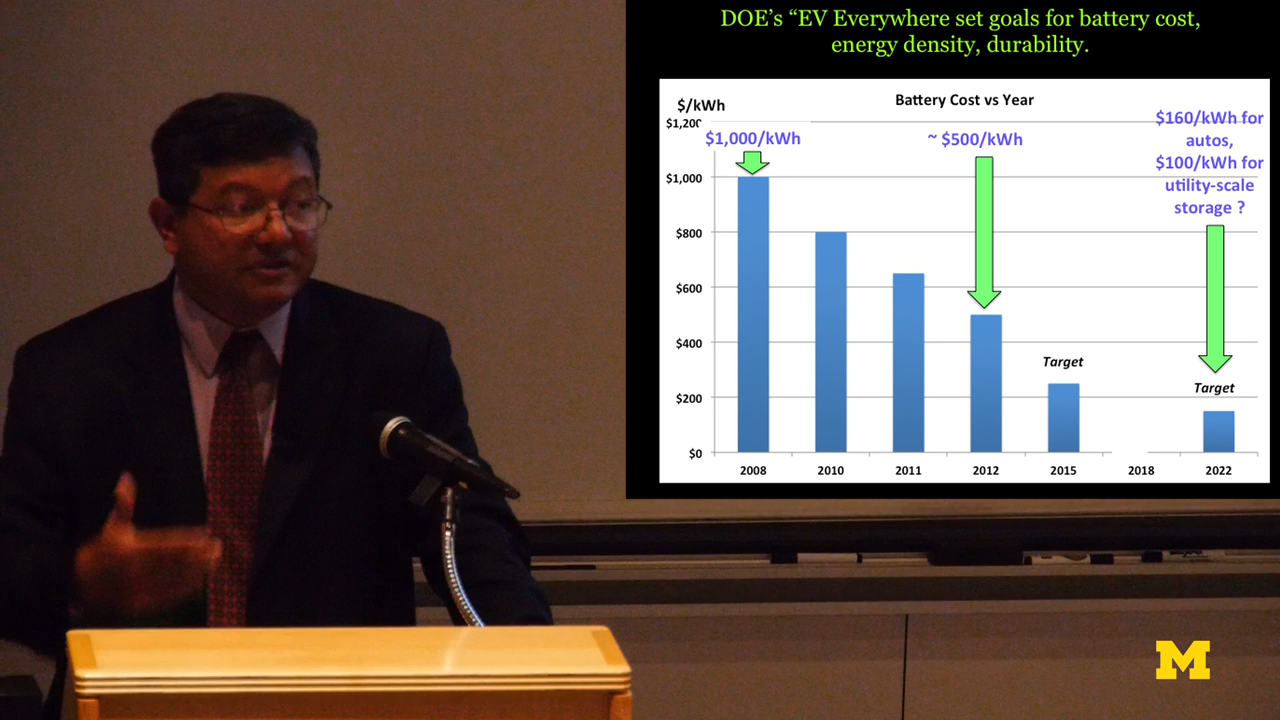 DOE's “EV Everywhere set goals for battery cost,
energy density, durability.
Battery Cost vs Year
$/kWh
$1,20
$1,000/kWh
~ $500/kWh
$160/kWh for
autos,
$100/kWh for
utility-scale
storage ?
$1,000
$800
$600
$400
$200
$0
Target
Target
2008 2010 2011 2012 2015 2018 2022
M